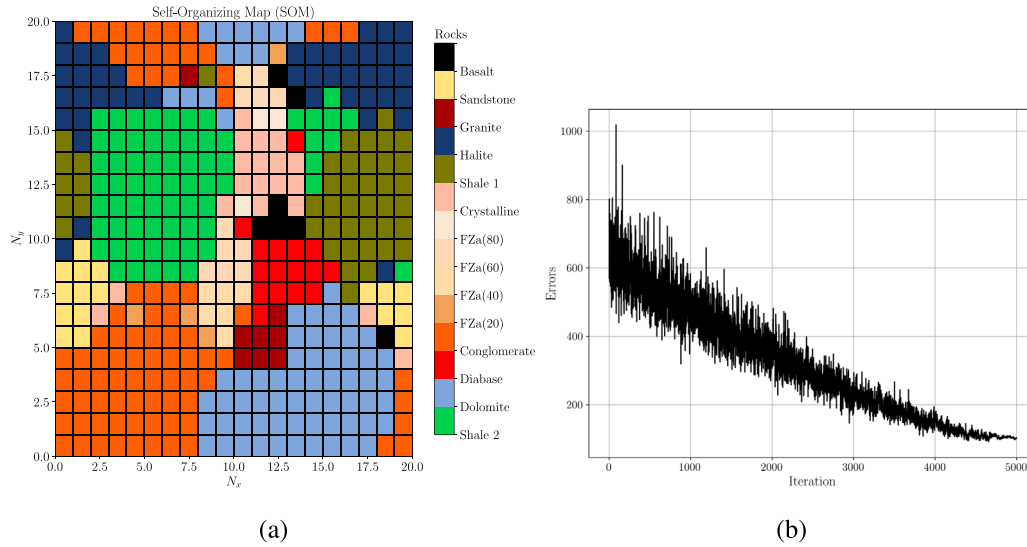 Self-Organizing Map (SOM)
20.0
17.5
15.0
12.5
10.0
7.5
5.0
2.5
0.0
N_y
0.0 2.5 5.0 7.5 10.0 12.5 15.0 17.5 20.0
N_x
Rocks
Basalt
Sandstone
Granite
Halite
Shale 1
Crystalline
FZa(80)
FZa(60)
FZa(40)
FZa(20)
Conglomerate
Diabase
Dolomite
Shale 2
(a)
1000
800
600
400
200
Errors
0 1000 2000 3000 4000 5000
Iteration
(b)